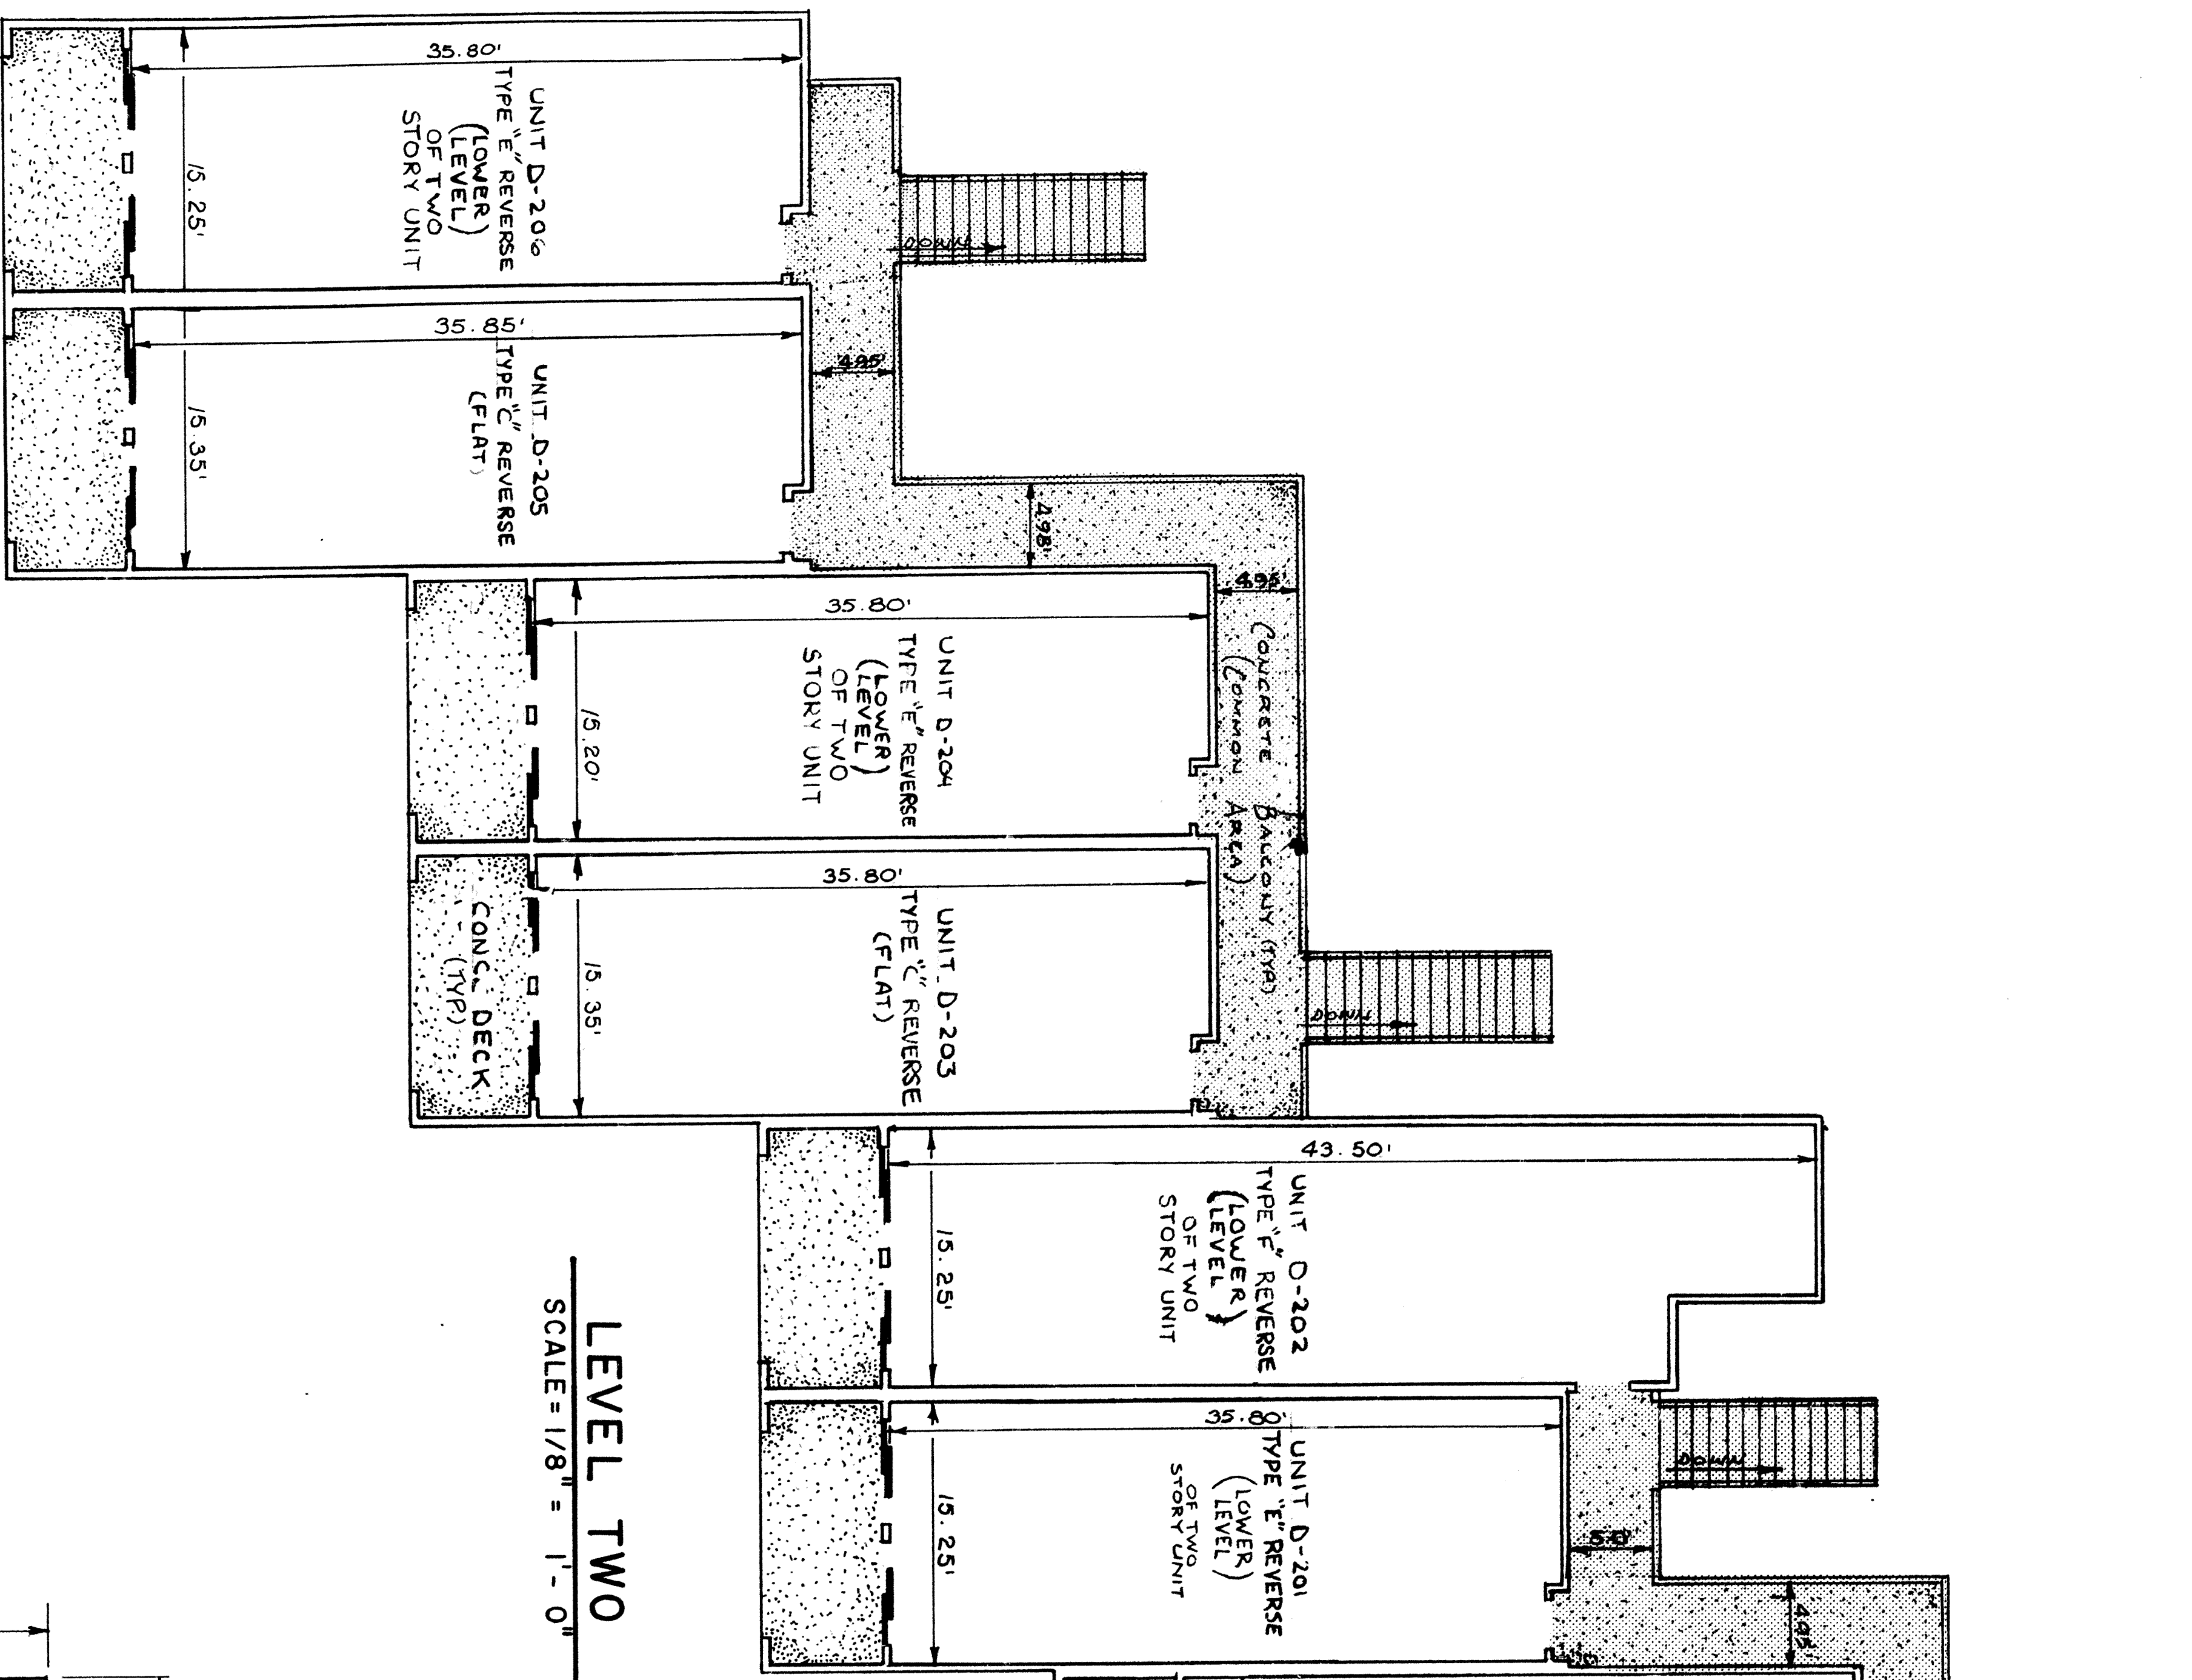 35.80'
UNIT D-206
TYPE "E" REVERSE
(LOWER)
(LEVEL)
OF TWO
STORY UNIT
15.25'
DOWN
35.85'
UNIT D-205
TYPE "C" REVERSE
(FLAT)
15.35'
4.95'
4.98'
4.95'
35.80'
UNIT D-204
TYPE "E" REVERSE
(LOWER)
(LEVEL)
OF TWO
STORY UNIT
15.20'
CONCRETE BALCONY (TYP.)
(COMMON AREA)
35.80'
UNIT D-203
TYPE "C" REVERSE
(FLAT)
15.35'
CONC. DECK
(TYP.)
DOWN
43.50'
UNIT D-202
TYPE "F" REVERSE
(LOWER)
(LEVEL)
OF TWO
STORY UNIT
15.25'
35.80'
UNIT D-201
TYPE "E" REVERSE
(LOWER)
(LEVEL)
OF TWO
STORY UNIT
15.25'
DOWN
4.95'
LEVEL TWO
SCALE = 1/8" = 1'-0"